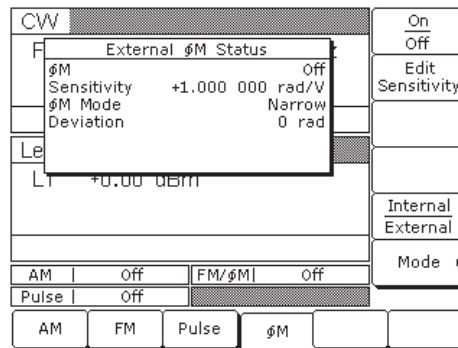 CW
F
External ϕM Status
ϕM Off
Sensitivity +1.000 000 rad/V
ϕM Mode Narrow
Deviation 0 rad
Le
L1 +0.00 dBm
AM | Off
FM/ϕM| Off
Pulse | Off
On
Off
Edit
Sensitivity
Internal
External
Mode
AM
FM
Pulse
ϕM